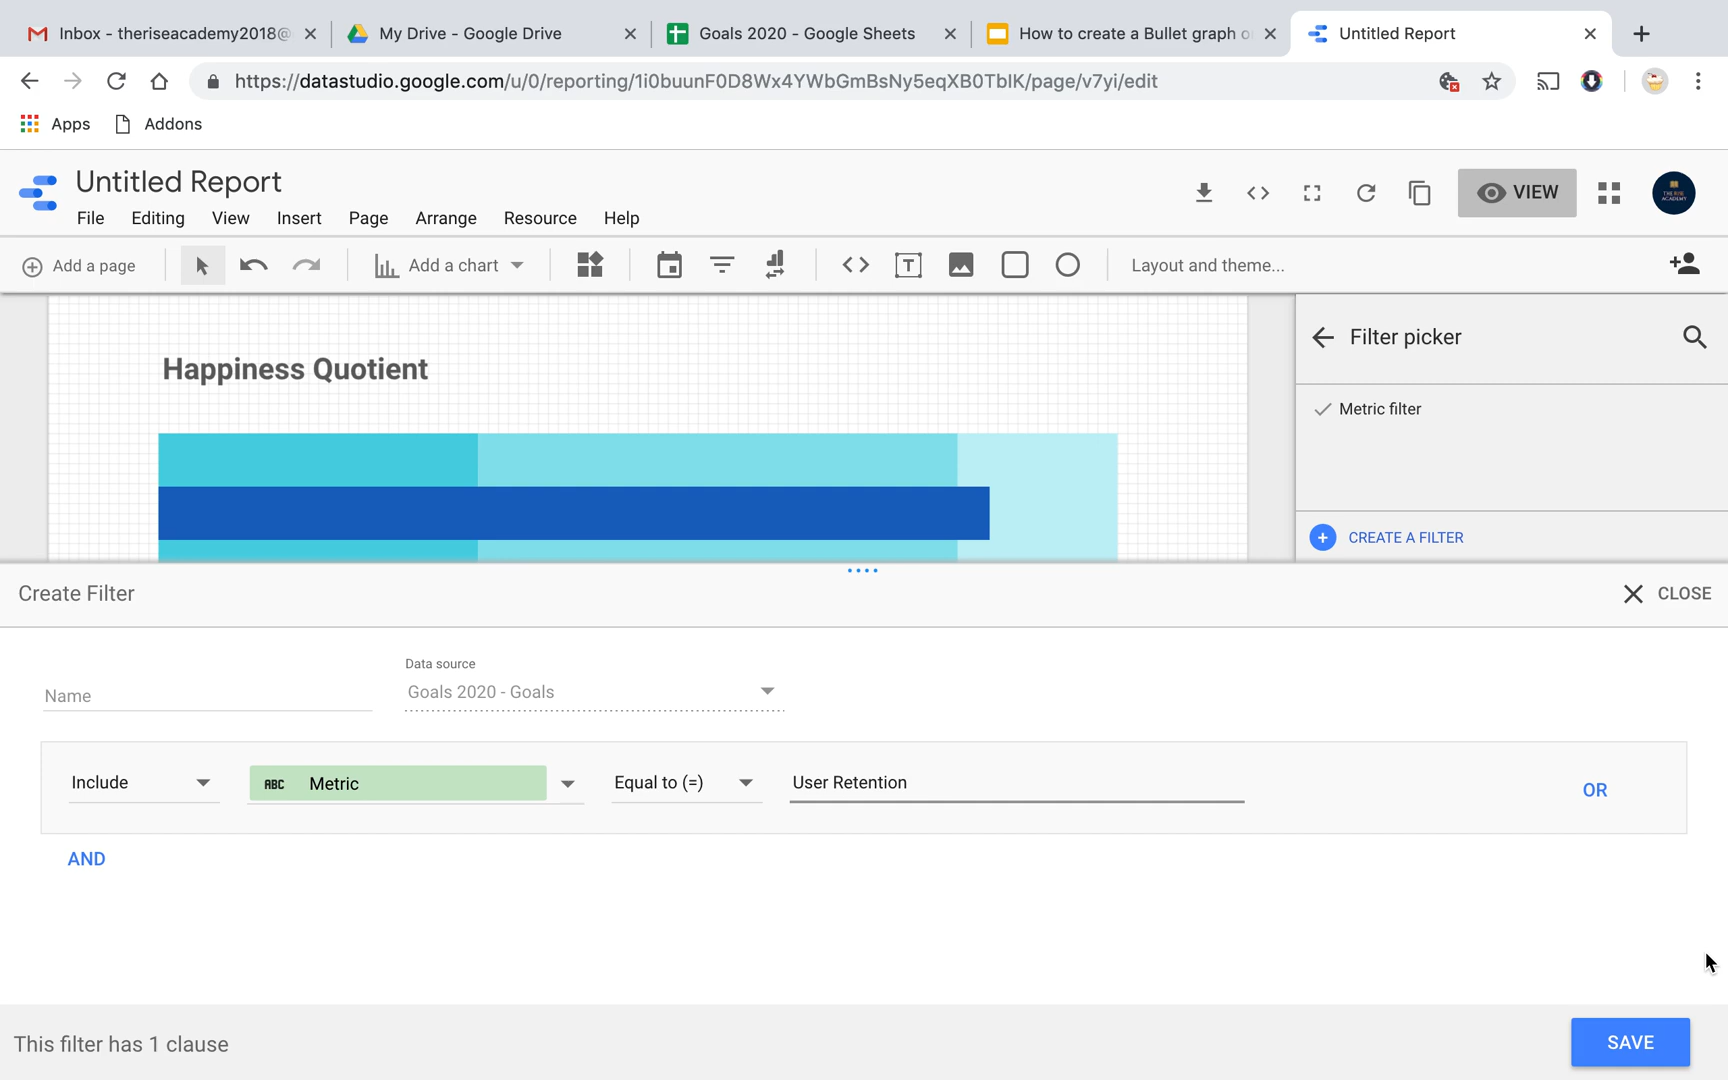 Inbox - theriseacademy2018@
My Drive - Google Drive
Goals 2020 - Google Sheets
How to create a Bullet graph o
Untitled Report
https://datastudio.google.com/u/0/reporting/1i0buunF0D8Wx4YWbGmBsNy5eqXB0TbIK/page/v7yi/edit
Apps
Addons
Untitled Report
File Editing View Insert Page Arrange Resource Help
VIEW
Add a page
Add a chart
Layout and theme...
Happiness Quotient
Filter picker
Metric filter
CREATE A FILTER
Create Filter
CLOSE
Data source
Name
Goals 2020 - Goals
Include
ABC Metric
Equal to (=)
User Retention
OR
AND
This filter has 1 clause
SAVE